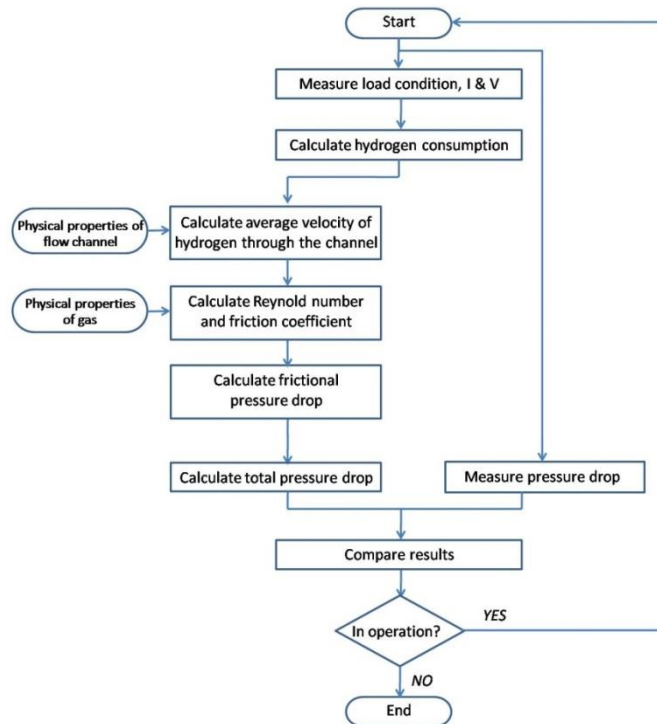 Start
Measure load condition, I & V
Calculate hydrogen consumption
Physical properties of
flow channel
Calculate average velocity of
hydrogen through the channel
Physical properties
of gas
Calculate Reynold number
and friction coefficient
Calculate frictional
pressure drop
Calculate total pressure drop
Measure pressure drop
Compare results
In operation?
YES
NO
End